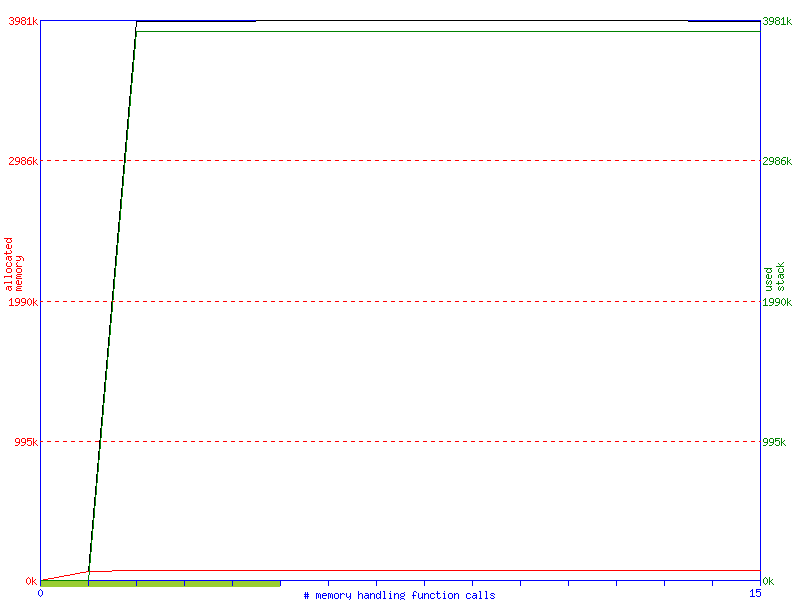 3981k 3981k
2986k 2986k
allocated
memory
used
stack
1990k 1990k
995k 995k
0k 0k
0 15
# memory handling function calls